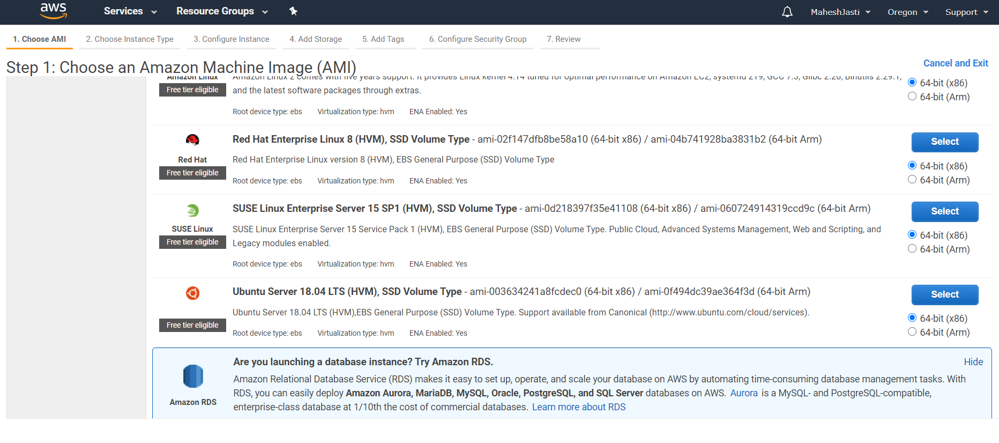 aws Services Resource Groups MaheshJasti Oregon Support
1. Choose AMI 2. Choose Instance Type 3. Configure Instance 4. Add Storage 5. Add Tags 6. Configure Security Group 7. Review
Step 1: Choose an Amazon Machine Image (AMI) Cancel and Exit
Amazon Linux
Free tier eligible
Amazon Linux 2 comes with five years support. It provides Linux kernel 4.14 tuned for optimal performance on Amazon EC2, systemd 219, GCC 7.3, Glibc 2.26, Binutils 2.29.1,
and the latest software packages through extras.
Root device type: ebs Virtualization type: hvm ENA Enabled: Yes
64-bit (x86)
64-bit (Arm)
Red Hat
Free tier eligible
Red Hat Enterprise Linux 8 (HVM), SSD Volume Type - ami-02f147dfb8be58a10 (64-bit x86) / ami-04b741928ba3831b2 (64-bit Arm)
Red Hat Enterprise Linux version 8 (HVM), EBS General Purpose (SSD) Volume Type
Root device type: ebs Virtualization type: hvm ENA Enabled: Yes
Select
64-bit (x86)
64-bit (Arm)
SUSE Linux
Free tier eligible
SUSE Linux Enterprise Server 15 SP1 (HVM), SSD Volume Type - ami-0d218397f35e41108 (64-bit x86) / ami-060724914319ccd9c (64-bit Arm)
SUSE Linux Enterprise Server 15 Service Pack 1 (HVM), EBS General Purpose (SSD) Volume Type. Public Cloud, Advanced Systems Management, Web and Scripting, and
Legacy modules enabled.
Root device type: ebs Virtualization type: hvm ENA Enabled: Yes
Select
64-bit (x86)
64-bit (Arm)
Free tier eligible
Ubuntu Server 18.04 LTS (HVM), SSD Volume Type - ami-003634241a8fcdec0 (64-bit x86) / ami-0f494dc39ae364f3d (64-bit Arm)
Ubuntu Server 18.04 LTS (HVM),EBS General Purpose (SSD) Volume Type. Support available from Canonical (http://www.ubuntu.com/cloud/services).
Root device type: ebs Virtualization type: hvm ENA Enabled: Yes
Select
64-bit (x86)
64-bit (Arm)
Amazon RDS
Are you launching a database instance? Try Amazon RDS. Hide
Amazon Relational Database Service (RDS) makes it easy to set up, operate, and scale your database on AWS by automating time-consuming database management tasks. With
RDS, you can easily deploy Amazon Aurora, MariaDB, MySQL, Oracle, PostgreSQL, and SQL Server databases on AWS. Aurora is a MySQL- and PostgreSQL-compatible,
enterprise-class database at 1/10th the cost of commercial databases. Learn more about RDS